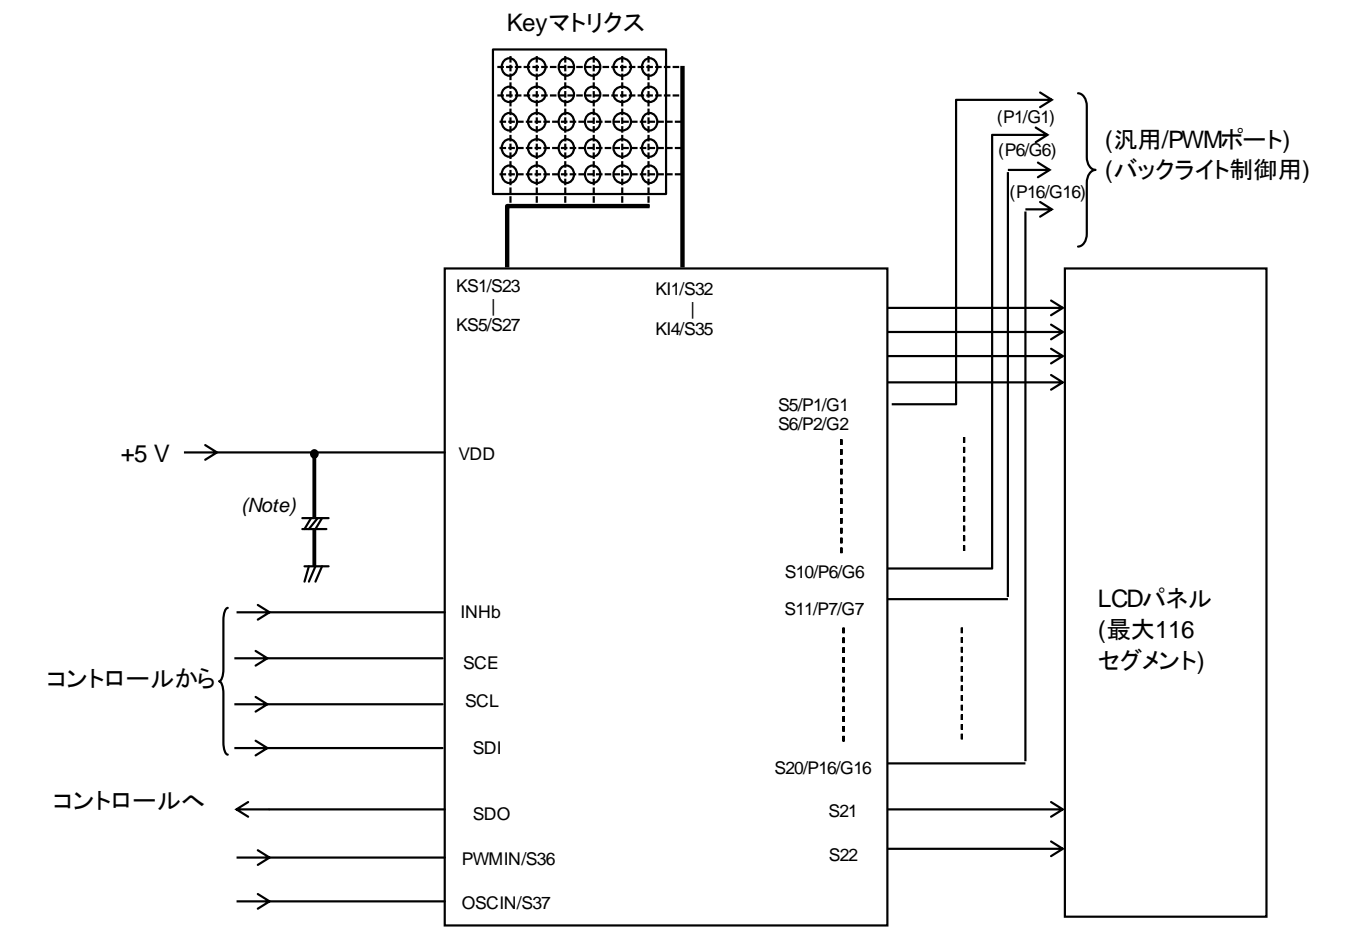 Keyマトリクス
(P1/G1)
(P6/G6)
(P16/G16)
(汎用/PWMポート)
(バックライト制御用)
KS1/S23
|
KS5/S27
KI1/S32
|
KI4/S35
S5/P1/G1
S6/P2/G2
+5 V
VDD
(Note)
S10/P6/G6
S11/P7/G7
LCDパネル
(最大116
セグメント)
INHb
SCE
コントロールから
SCL
SDI
S20/P16/G16
コントロールへ
SDO
S21
PWMIN/S36
S22
OSCIN/S37